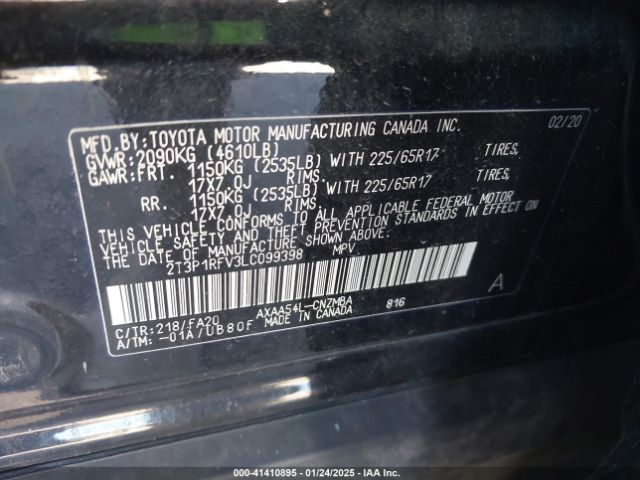 MFD. BY: TOYOTA MOTOR MANUFACTURING CANADA INC. 02/20
GVWR: 2090KG (4610LB)
GAWR: FRT. 1150KG (2535LB) WITH 225/65R17 TIRES,
17X7.0J RIMS.
RR. 1150KG (2535LB) WITH 225/65R17 TIRES,
17X7.0J RIMS.
THIS VEHICLE CONFORMS TO ALL APPLICABLE FEDERAL MOTOR
VEHICLE SAFETY AND THEFT PREVENTION STANDARDS IN EFFECT ON
THE DATE OF MANUFACTURE SHOWN ABOVE.
2T3P1RFV3LC099398 MPV
A
C/TR: 218/FA20 AXAA54L-CNZMBA 816
A/TM: -01A/UB80F MADE IN CANADA
000-41410895 - 01/24/2025 - IAA Inc.